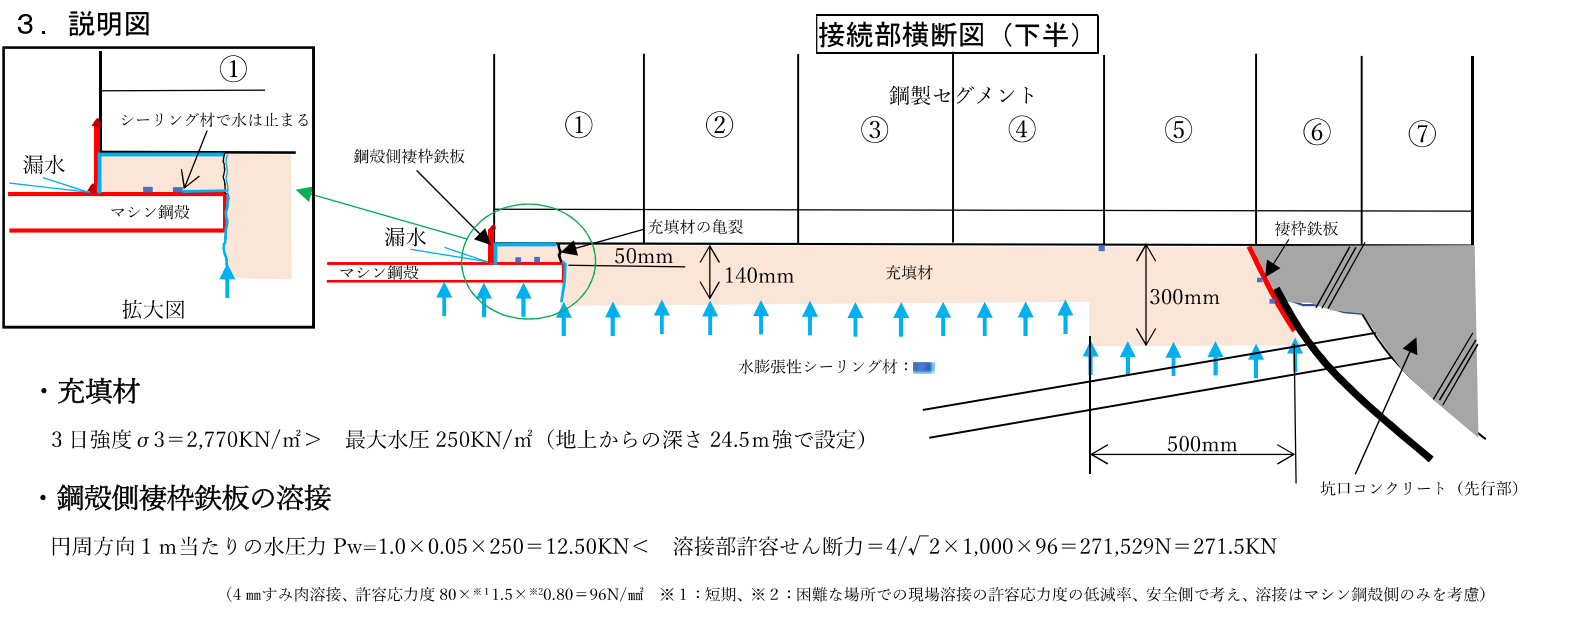 ３．説明図
接続部横断図（下半）
①
シーリング材で水は止まる
漏水
マシン鋼殻
拡大図
鋼製セグメント
①
②
③
④
⑤
⑥
⑦
鋼殻側褄枠鉄板
漏水
マシン鋼殻
充填材の亀裂
50mm
140mm
充填材
300mm
褄枠鉄板
水膨張性シーリング材：
500mm
坑口コンクリート（先行部）
・充填材
３日強度σ3＝2,770KN/㎡＞　最大水圧 250KN/㎡（地上からの深さ 24.5ｍ強で設定）
・鋼殻側褄枠鉄板の溶接
円周方向１ｍ当たりの水圧力 Pw=1.0×0.05×250＝12.50KN＜　溶接部許容せん断力＝4/√2×1,000×96＝271,529N＝271.5KN
（4 ㎜すみ肉溶接、許容応力度 80×※１1.5×※20.80＝96N/㎟　※１：短期、※２：困難な場所での現場溶接の許容応力度の低減率、安全側で考え、溶接はマシン鋼殻側のみを考慮）